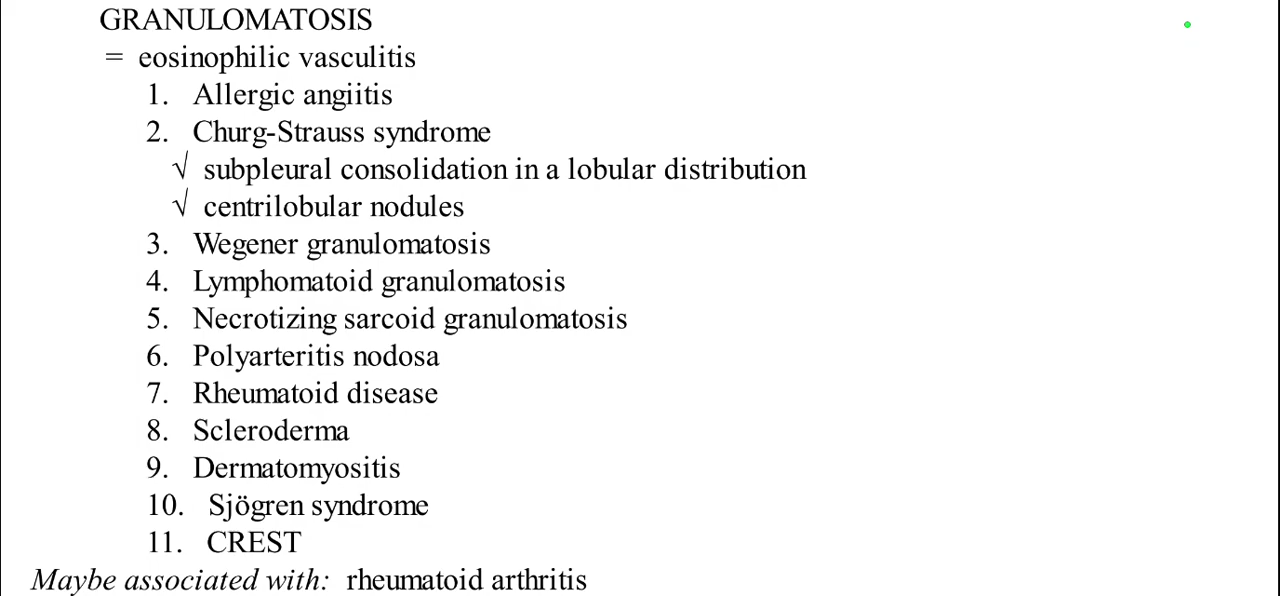 GRANULOMATOSIS
= eosinophilic vasculitis
1. Allergic angiitis
2. Churg-Strauss syndrome
√ subpleural consolidation in a lobular distribution
√ centrilobular nodules
3. Wegener granulomatosis
4. Lymphomatoid granulomatosis
5. Necrotizing sarcoid granulomatosis
6. Polyarteritis nodosa
7. Rheumatoid disease
8. Scleroderma
9. Dermatomyositis
10. Sjögren syndrome
11. CREST
Maybe associated with: rheumatoid arthritis